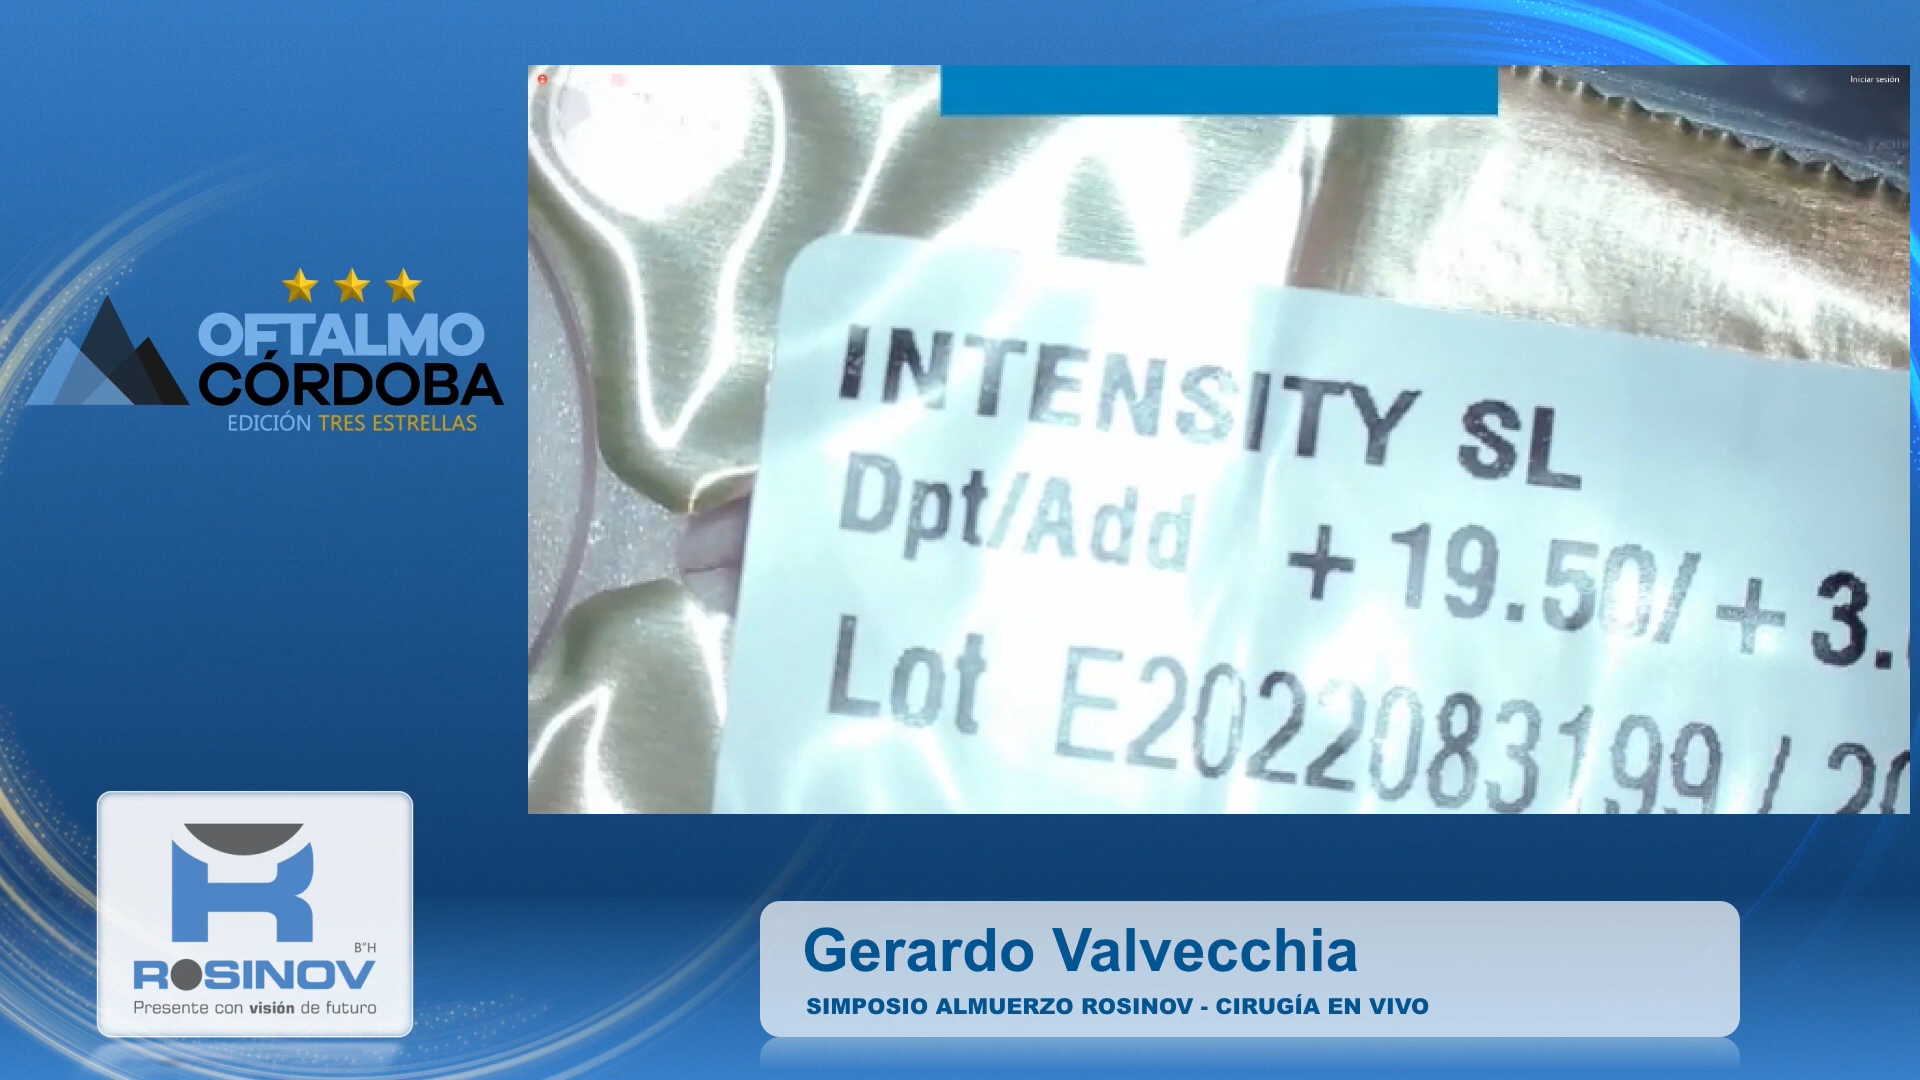 Iniciar sesión
INTENSITY SL
Dpt/Add + 19.50/ + 3.
Lot E2022083199 / 20
OFTALMO
CÓRDOBA
EDICIÓN TRES ESTRELLAS
B"H
ROSINOV
Presente con visión de futuro
Gerardo Valvecchia
SIMPOSIO ALMUERZO ROSINOV - CIRUGÍA EN VIVO